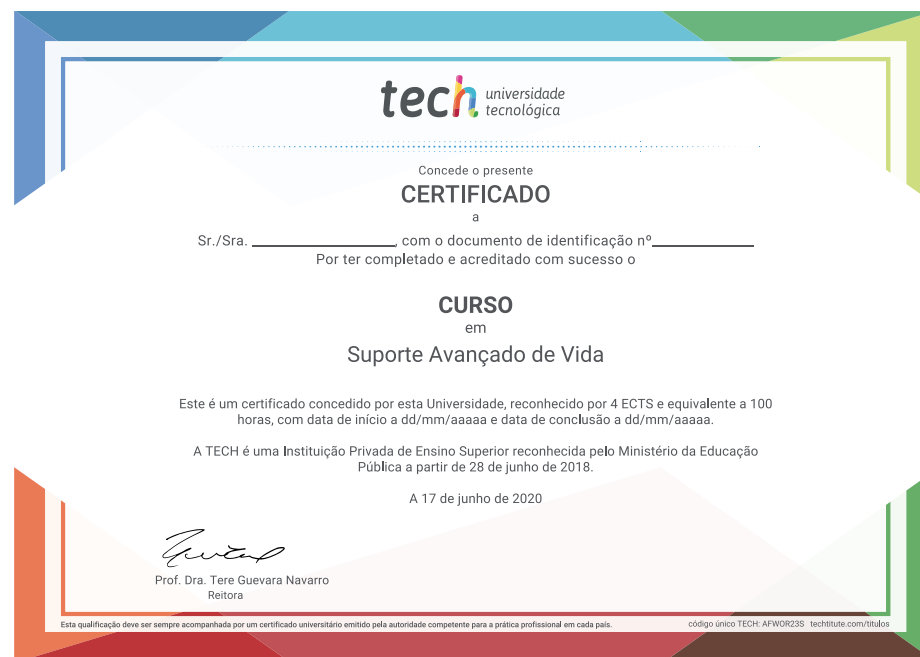 tech universidade
tecnológica
Concede o presente
CERTIFICADO
a
Sr./Sra. ____________, com o documento de identificação nº____________
Por ter completado e acreditado com sucesso o
CURSO
em
Suporte Avançado de Vida
Este é um certificado concedido por esta Universidade, reconhecido por 4 ECTS e equivalente a 100
horas, com data de início a dd/mm/aaaaa e data de conclusão a dd/mm/aaaaa.
A TECH é uma Instituição Privada de Ensino Superior reconhecida pelo Ministério da Educação
Pública a partir de 28 de junho de 2018.
A 17 de junho de 2020
Prof. Dra. Tere Guevara Navarro
Reitora
Esta qualificação deve ser sempre acompanhada por um certificado universitário emitido pela autoridade competente para a prática profissional em cada país.
código único TECH: AFWOR23S techtitute.com/titulos